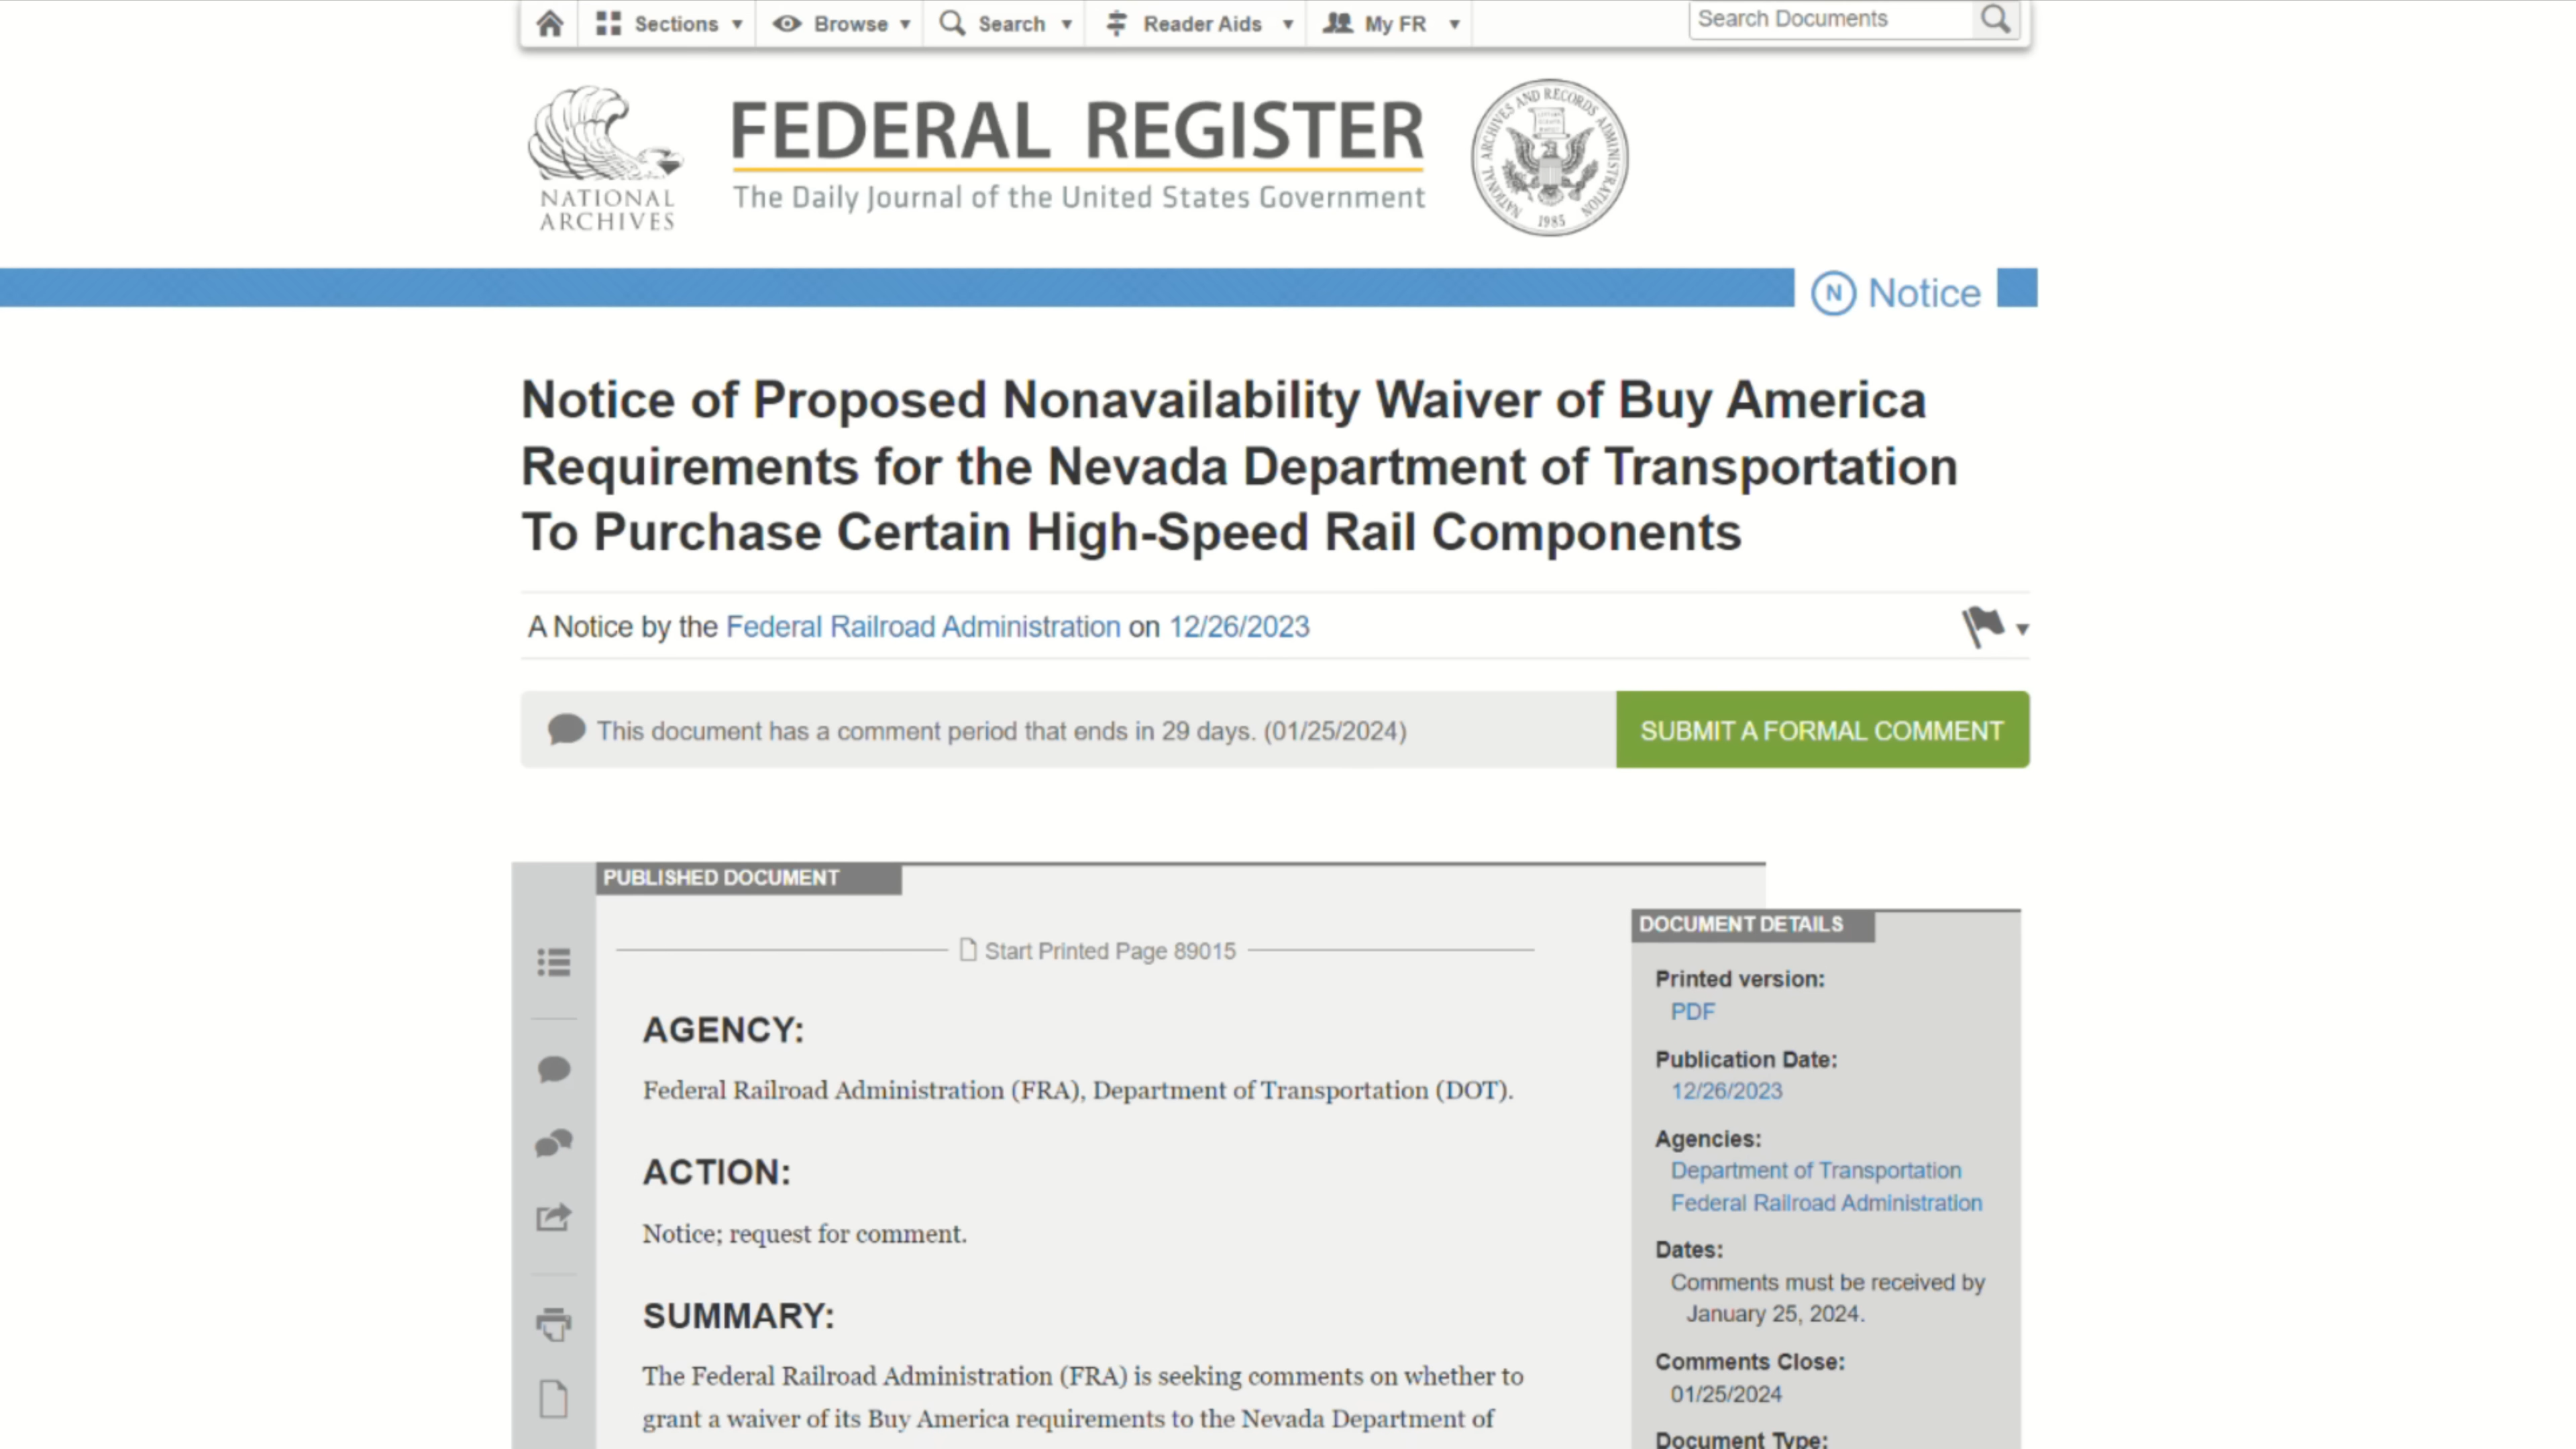 Sections
Browse
Search
Reader Aids
My FR
Search Documents
NATIONAL
ARCHIVES
FEDERAL REGISTER
The Daily Journal of the United States Government
NATIONAL ARCHIVES AND RECORDS ADMINISTRATION
1985
N Notice
Notice of Proposed Nonavailability Waiver of Buy America
Requirements for the Nevada Department of Transportation
To Purchase Certain High-Speed Rail Components
A Notice by the Federal Railroad Administration on 12/26/2023
This document has a comment period that ends in 29 days. (01/25/2024)
SUBMIT A FORMAL COMMENT
PUBLISHED DOCUMENT
Start Printed Page 89015
AGENCY:
Federal Railroad Administration (FRA), Department of Transportation (DOT).
ACTION:
Notice; request for comment.
SUMMARY:
The Federal Railroad Administration (FRA) is seeking comments on whether to
grant a waiver of its Buy America requirements to the Nevada Department of
DOCUMENT DETAILS
Printed version:
PDF
Publication Date:
12/26/2023
Agencies:
Department of Transportation
Federal Railroad Administration
Dates:
Comments must be received by
January 25, 2024.
Comments Close:
01/25/2024
Document Type: